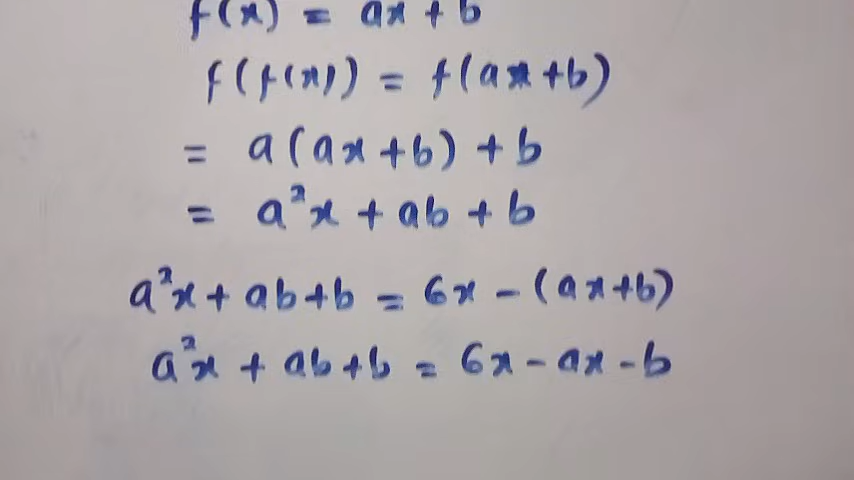 f(x) = ax + b
f(f(x)) = f(ax+b)
= a(ax+b) + b
= a²x + ab + b
a²x + ab+b = 6x - (ax+b)
a²x + ab+b = 6x - ax - b